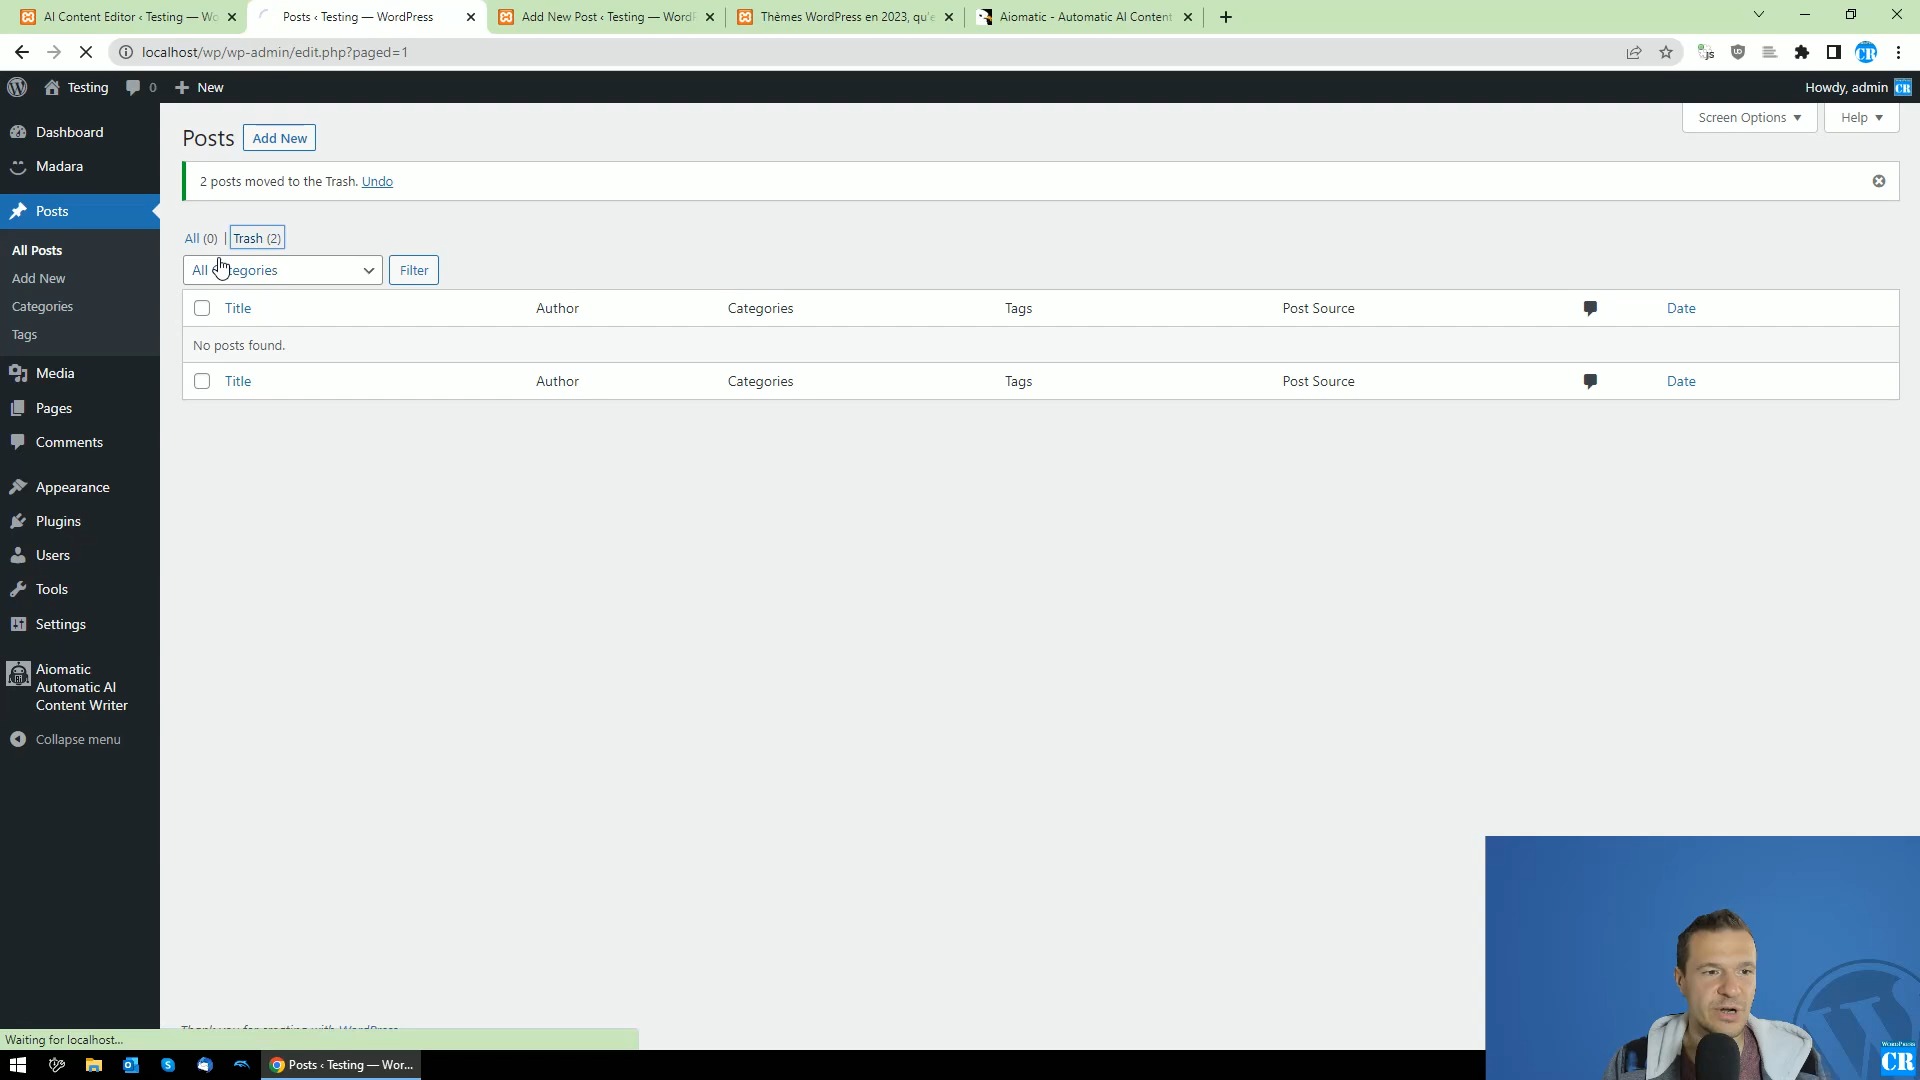 AI Content Editor ‹ Testing — Wo
Posts ‹ Testing — WordPress
Add New Post ‹ Testing — WordP
Thèmes WordPress en 2023, qu'e
Aiomatic - Automatic AI Content
localhost/wp/wp-admin/edit.php?paged=1
Testing
0
New
Howdy, admin
Screen Options
Help
Dashboard
Madara
Posts
All Posts
Add New
Categories
Tags
Media
Pages
Comments
Appearance
Plugins
Users
Tools
Settings
Aiomatic
Automatic AI
Content Writer
Collapse menu
Posts Add New
2 posts moved to the Trash. Undo
All (0) | Trash (2)
All Categories Filter
Title Author Categories Tags Post Source Date
No posts found.
Title Author Categories Tags Post Source Date
Thank you for creating with WordPress.
Waiting for localhost...
Posts ‹ Testing — Wor...
WORDPRESS
CR